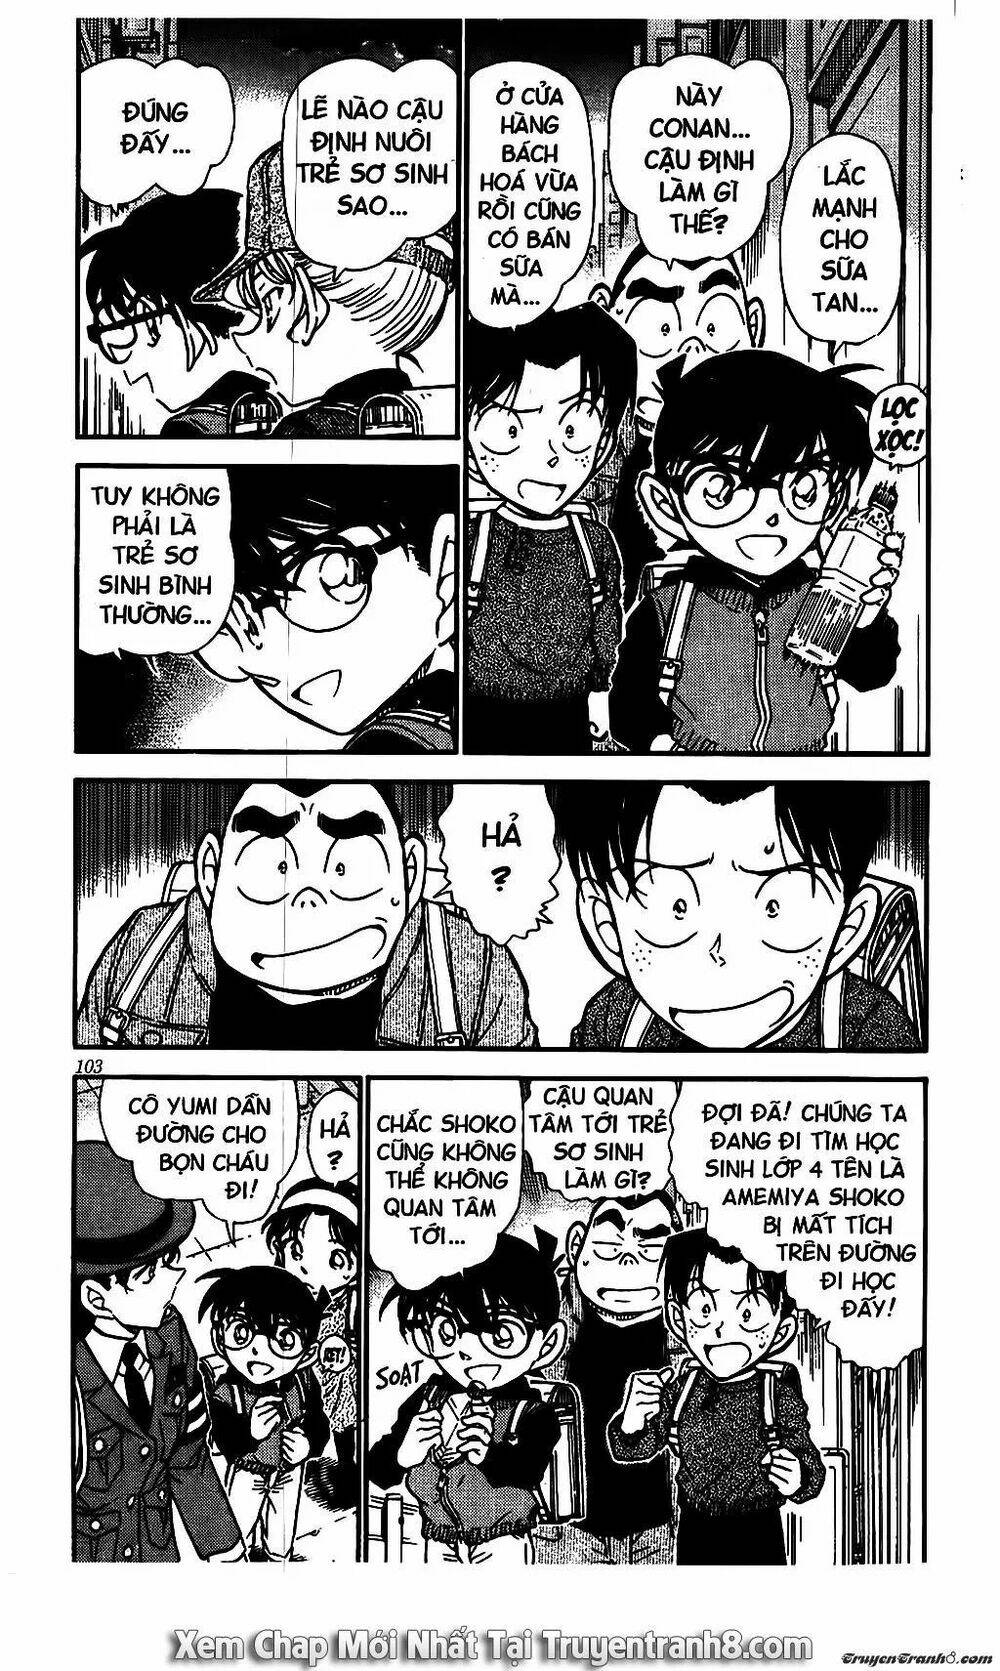 LẮC
MẠNH
CHO
SỮA
TAN...
LỌC
XỌC!
NÀY
CONAN...
CẬU ĐỊNH
LÀM GÌ
THẾ?
Ở CỬA
HÀNG
BÁCH
HOÁ VỪA
RỒI CŨNG
CÓ BÁN
SỮA
MÀ...
LẼ NÀO CẬU
ĐỊNH NUÔI
TRẺ SƠ SINH
SAO...
ĐÚNG
ĐẤY...
TUY KHÔNG
PHẢI LÀ
TRẺ SƠ
SINH BÌNH
THƯỜNG...
HẢ
?
103
ĐỢI ĐÃ! CHÚNG TA
ĐANG ĐI TÌM HỌC
SINH LỚP 4 TÊN LÀ
AMEMIYA SHOKO
BỊ MẤT TÍCH
TRÊN ĐƯỜNG
ĐI HỌC
ĐẤY!
CẬU QUAN
TÂM TỚI TRẺ
SƠ SINH
LÀM GÌ?
CHẮC SHOKO
CŨNG KHÔNG
THỂ KHÔNG
QUAN TÂM
TỚI...
SOẠT
HẢ
?
CÔ YUMI DẪN
ĐƯỜNG CHO
BỌN CHÁU
ĐI!
Xem Chap Mới Nhất Tại Truyentranh8.com
TruyenTranh8.com